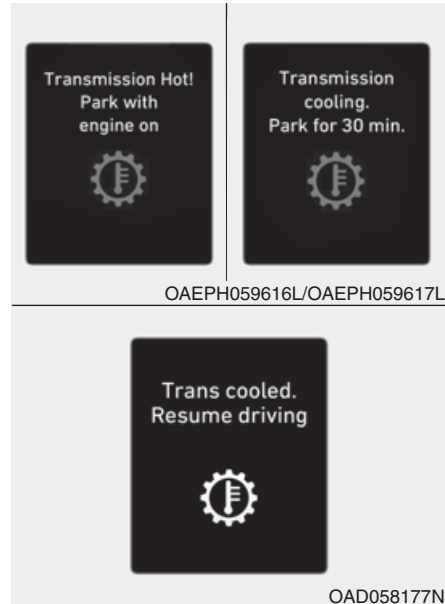 Transmission Hot!
Park with
engine on
Transmission
cooling.
Park for 30 min.
OAEPH059616L/OAEPH059617L
Trans cooled.
Resume driving
OAD058177N